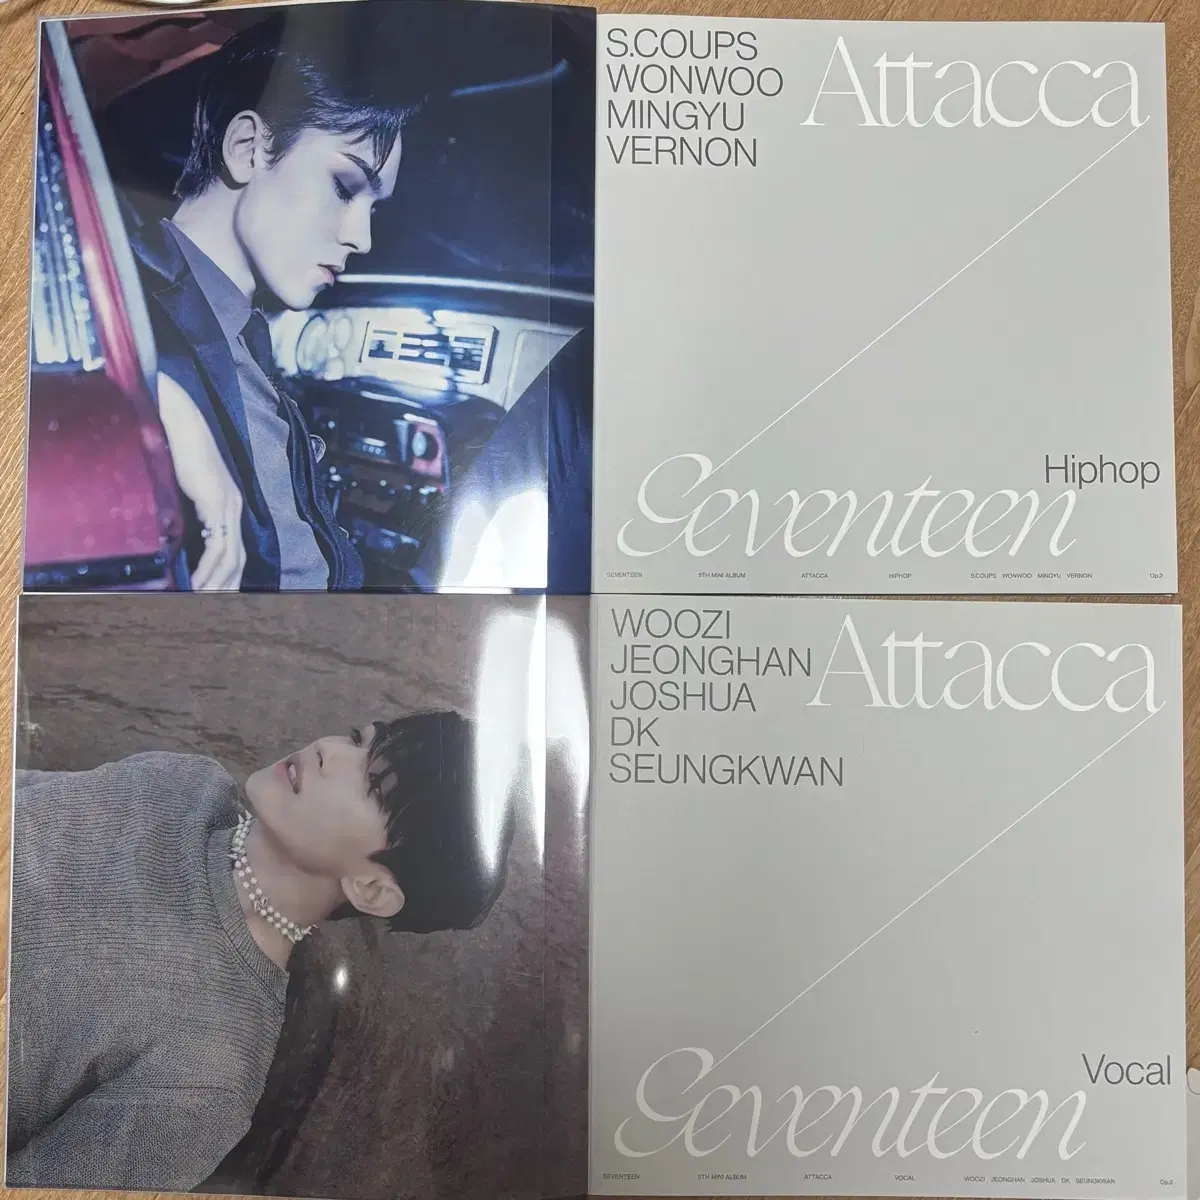 S.COUPS
WONWOO
MINGYU
VERNON
Attacca
Hiphop
Seventeen
SEVENTEEN 9TH MINI ALBUM ATTACCA HIPHOP S.COUPS WONWOO MINGYU VERNON Op.2
WOOZI
JEONGHAN
JOSHUA
DK
SEUNGKWAN
Attacca
Vocal
Seventeen
SEVENTEEN 9TH MINI ALBUM ATTACCA VOCAL WOOZI JEONGHAN JOSHUA DK SEUNGKWAN Op.2